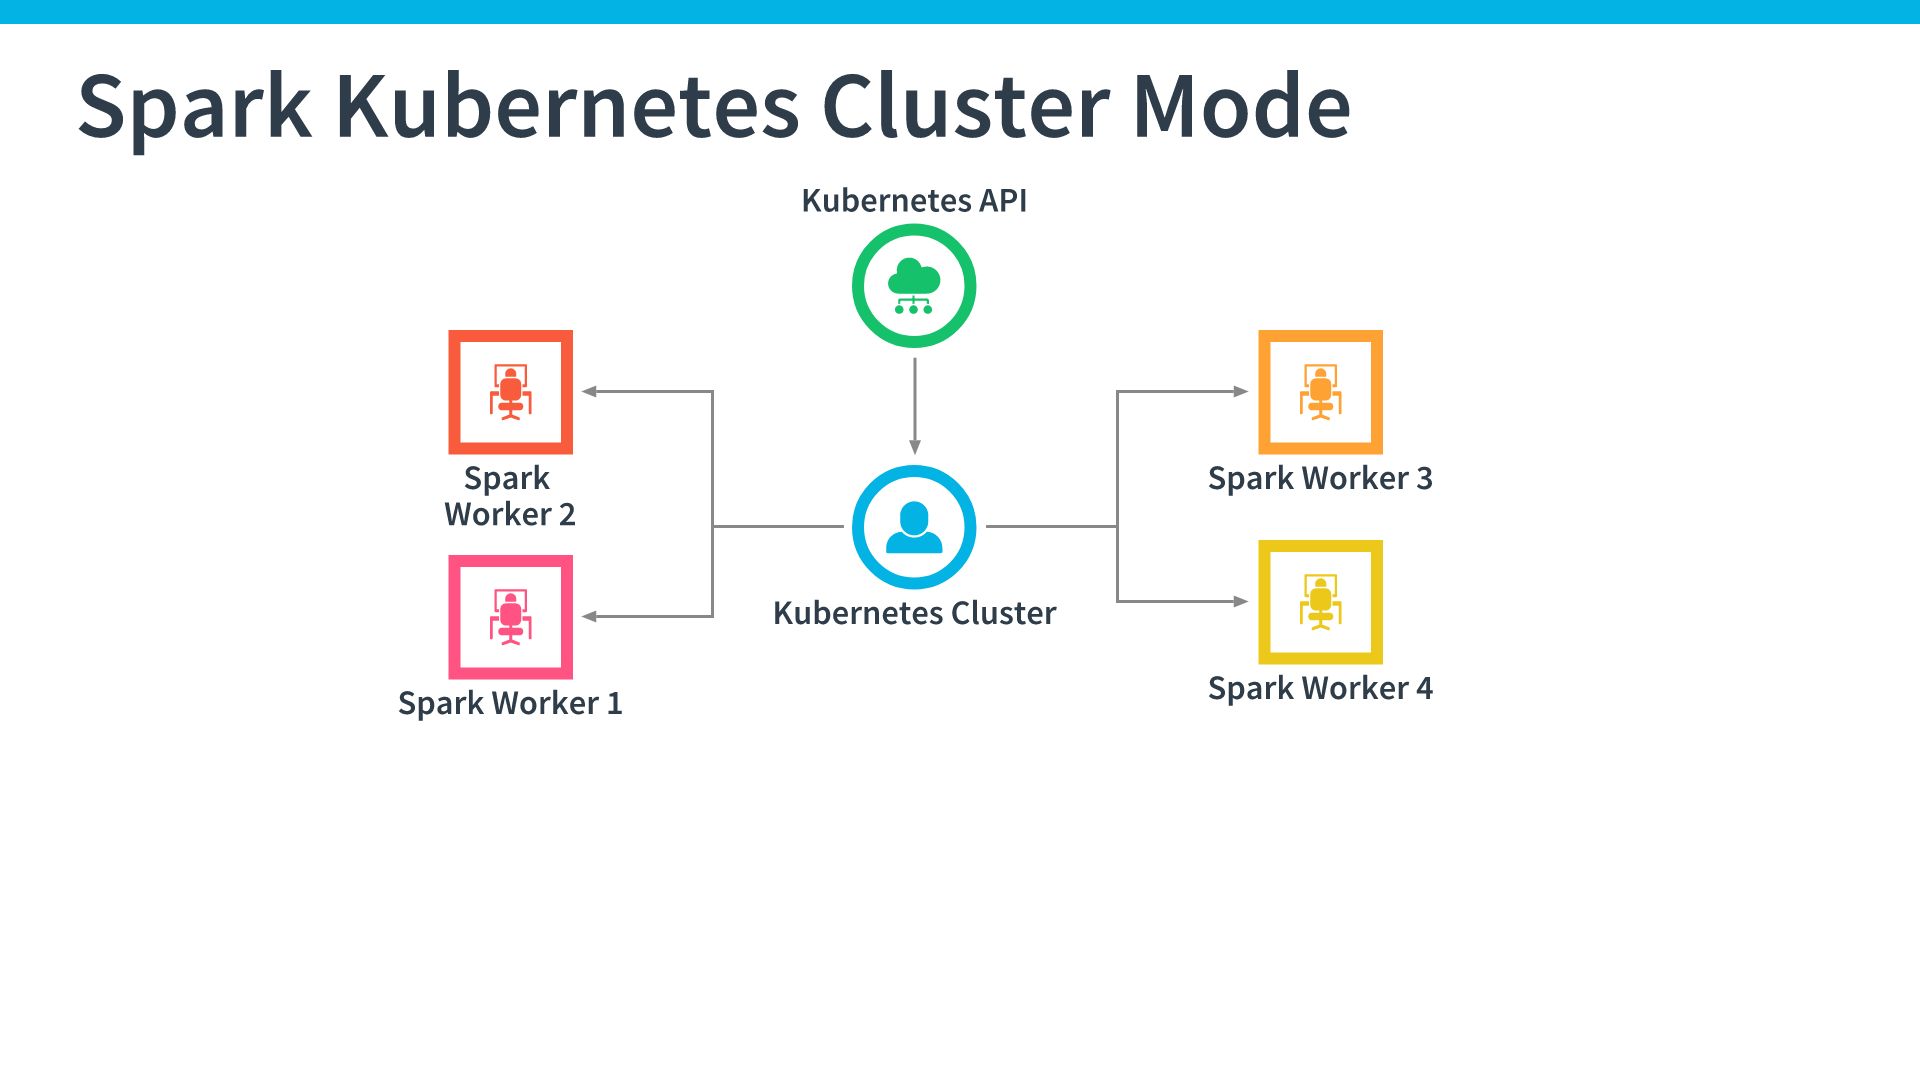 Spark Kubernetes Cluster Mode
Kubernetes API
Spark
Worker 2
Spark Worker 3
Kubernetes Cluster
Spark Worker 1
Spark Worker 4